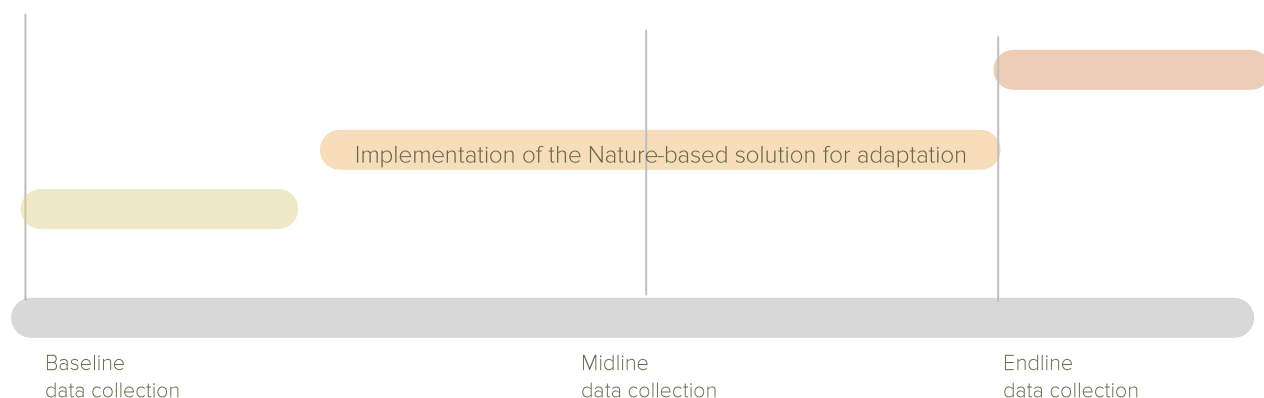 Implementation of the Nature-based solution for adaptation
Baseline
data collection
Midline
data collection
Endline
data collection